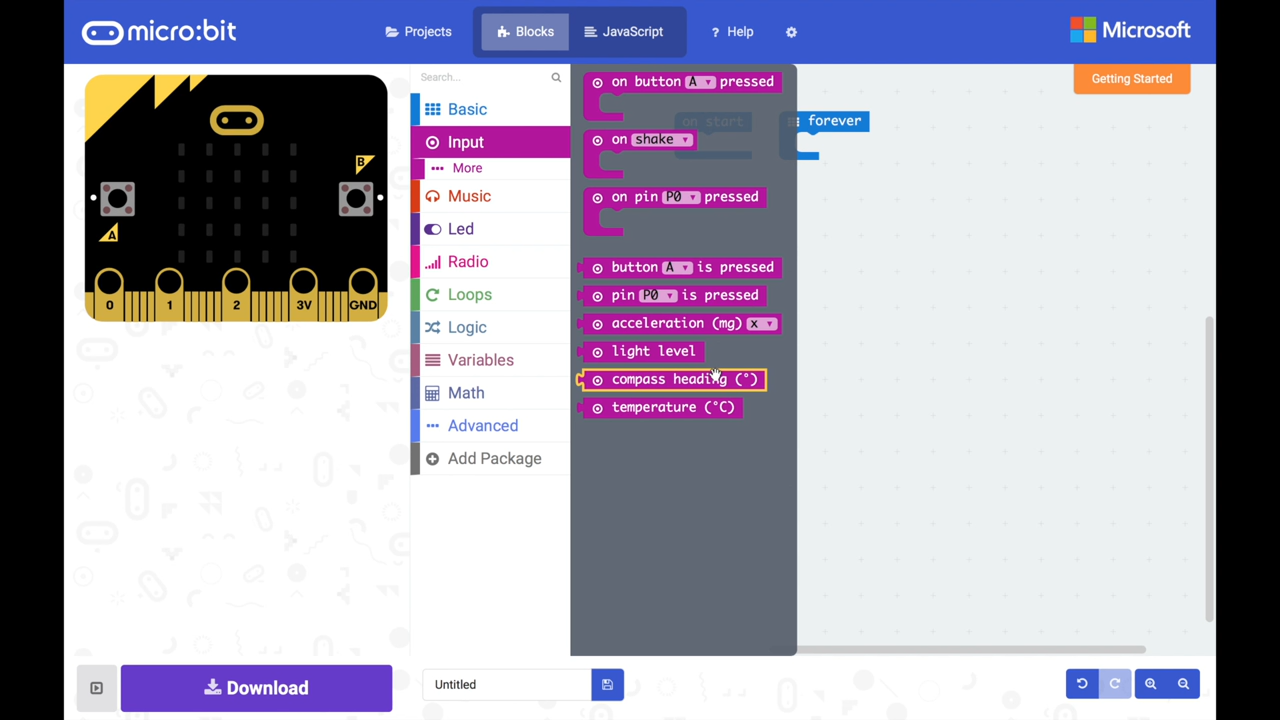 micro:bit
Projects
Blocks
JavaScript
? Help
Microsoft
Getting Started
B
A
0 1 2 3V GND
Search...
Basic
Input
More
Music
Led
Radio
Loops
Logic
Variables
Math
Advanced
Add Package
on button A pressed
on shake
on pin P0 pressed
button A is pressed
pin P0 is pressed
acceleration (mg) x
light level
compass heading (°)
temperature (°C)
on start
forever
Download
Untitled